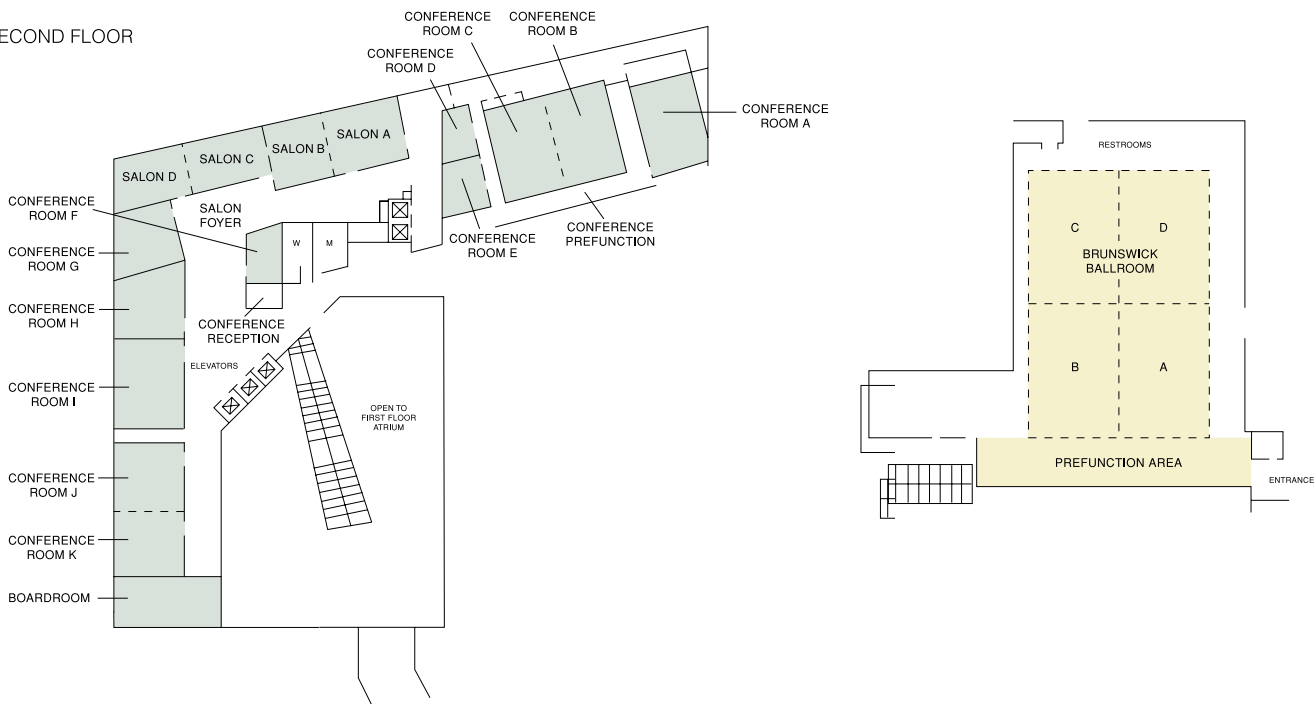 ECOND FLOOR
CONFERENCE
ROOM C
CONFERENCE
ROOM B
CONFERENCE
ROOM D
CONFERENCE
ROOM A
SALON A
SALON B
SALON C
SALON D
CONFERENCE
ROOM F
SALON
FOYER
CONFERENCE
ROOM G
W
M
CONFERENCE
ROOM E
CONFERENCE
PREFUNCTION
CONFERENCE
ROOM H
CONFERENCE
RECEPTION
ELEVATORS
CONFERENCE
ROOM I
OPEN TO
FIRST FLOOR
ATRIUM
CONFERENCE
ROOM J
CONFERENCE
ROOM K
BOARDROOM
RESTROOMS
C
D
BRUNSWICK
BALLROOM
B
A
PREFUNCTION AREA
ENTRANCE